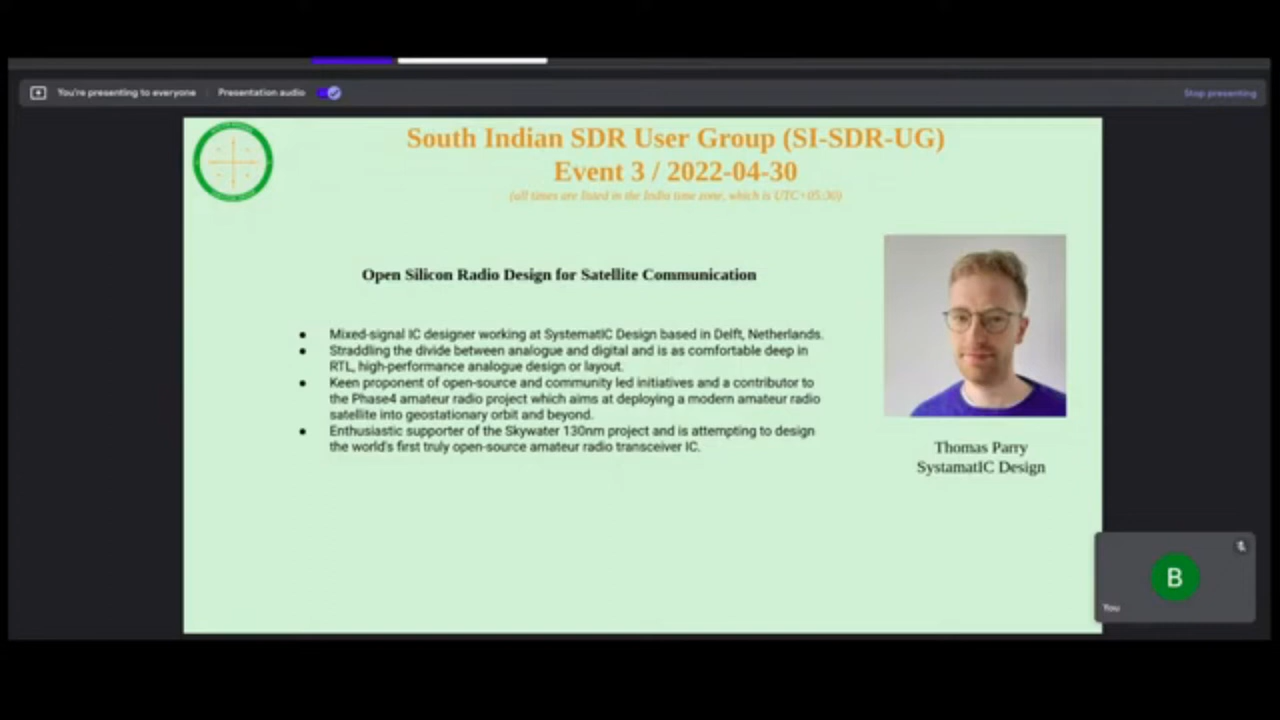 You're presenting to everyone
Presentation audio
Stop presenting
South Indian SDR User Group (SI-SDR-UG)
Event 3 / 2022-04-30
(all times are listed in the India time zone, which is UTC+05:30)
Open Silicon Radio Design for Satellite Communication
● Mixed-signal IC designer working at SystematIC Design based in Delft, Netherlands.
● Straddling the divide between analogue and digital and is as comfortable deep in
RTL, high-performance analogue design or layout.
● Keen proponent of open-source and community led initiatives and a contributor to
the Phase4 amateur radio project which aims at deploying a modern amateur radio
satellite into geostationary orbit and beyond.
● Enthusiastic supporter of the Skywater 130nm project and is attempting to design
the world's first truly open-source amateur radio transceiver IC.
Thomas Parry
SystamatIC Design
B
You